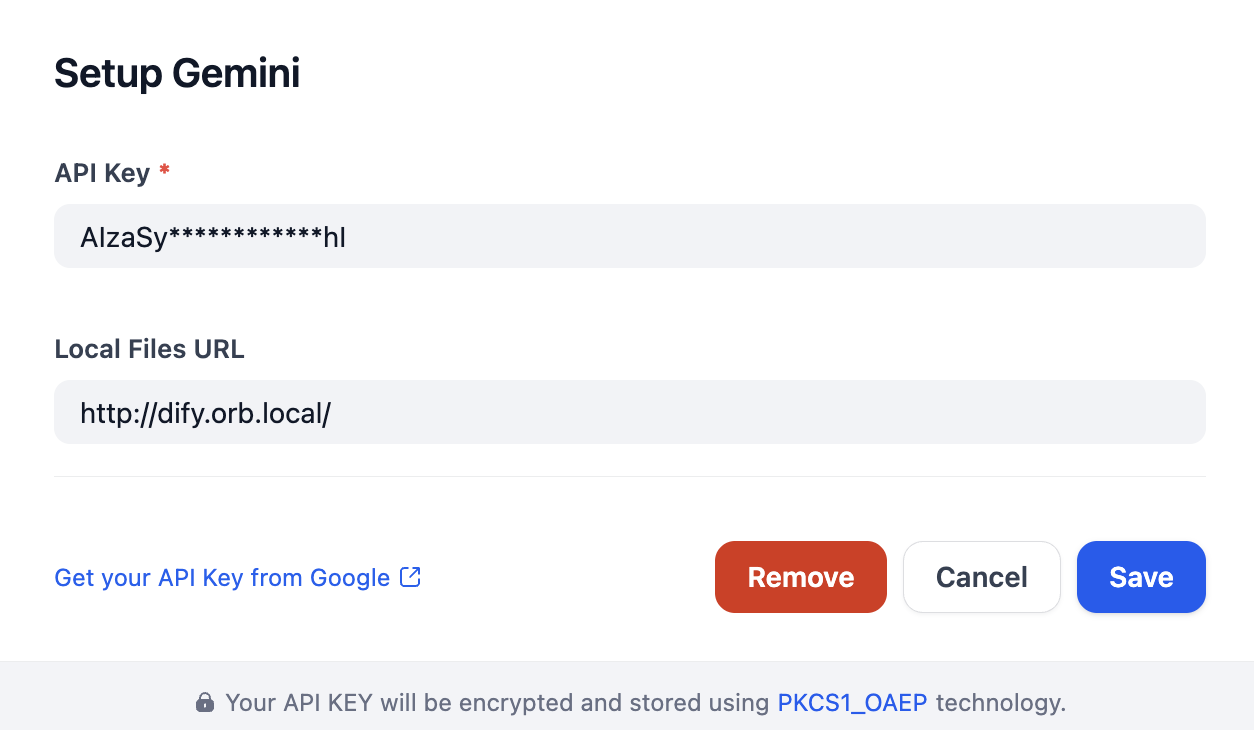 Setup Gemini
API Key *
AIzaSy************hI
Local Files URL
http://dify.orb.local/
Get your API Key from Google
Remove
Cancel
Save
Your API KEY will be encrypted and stored using PKCS1_OAEP technology.